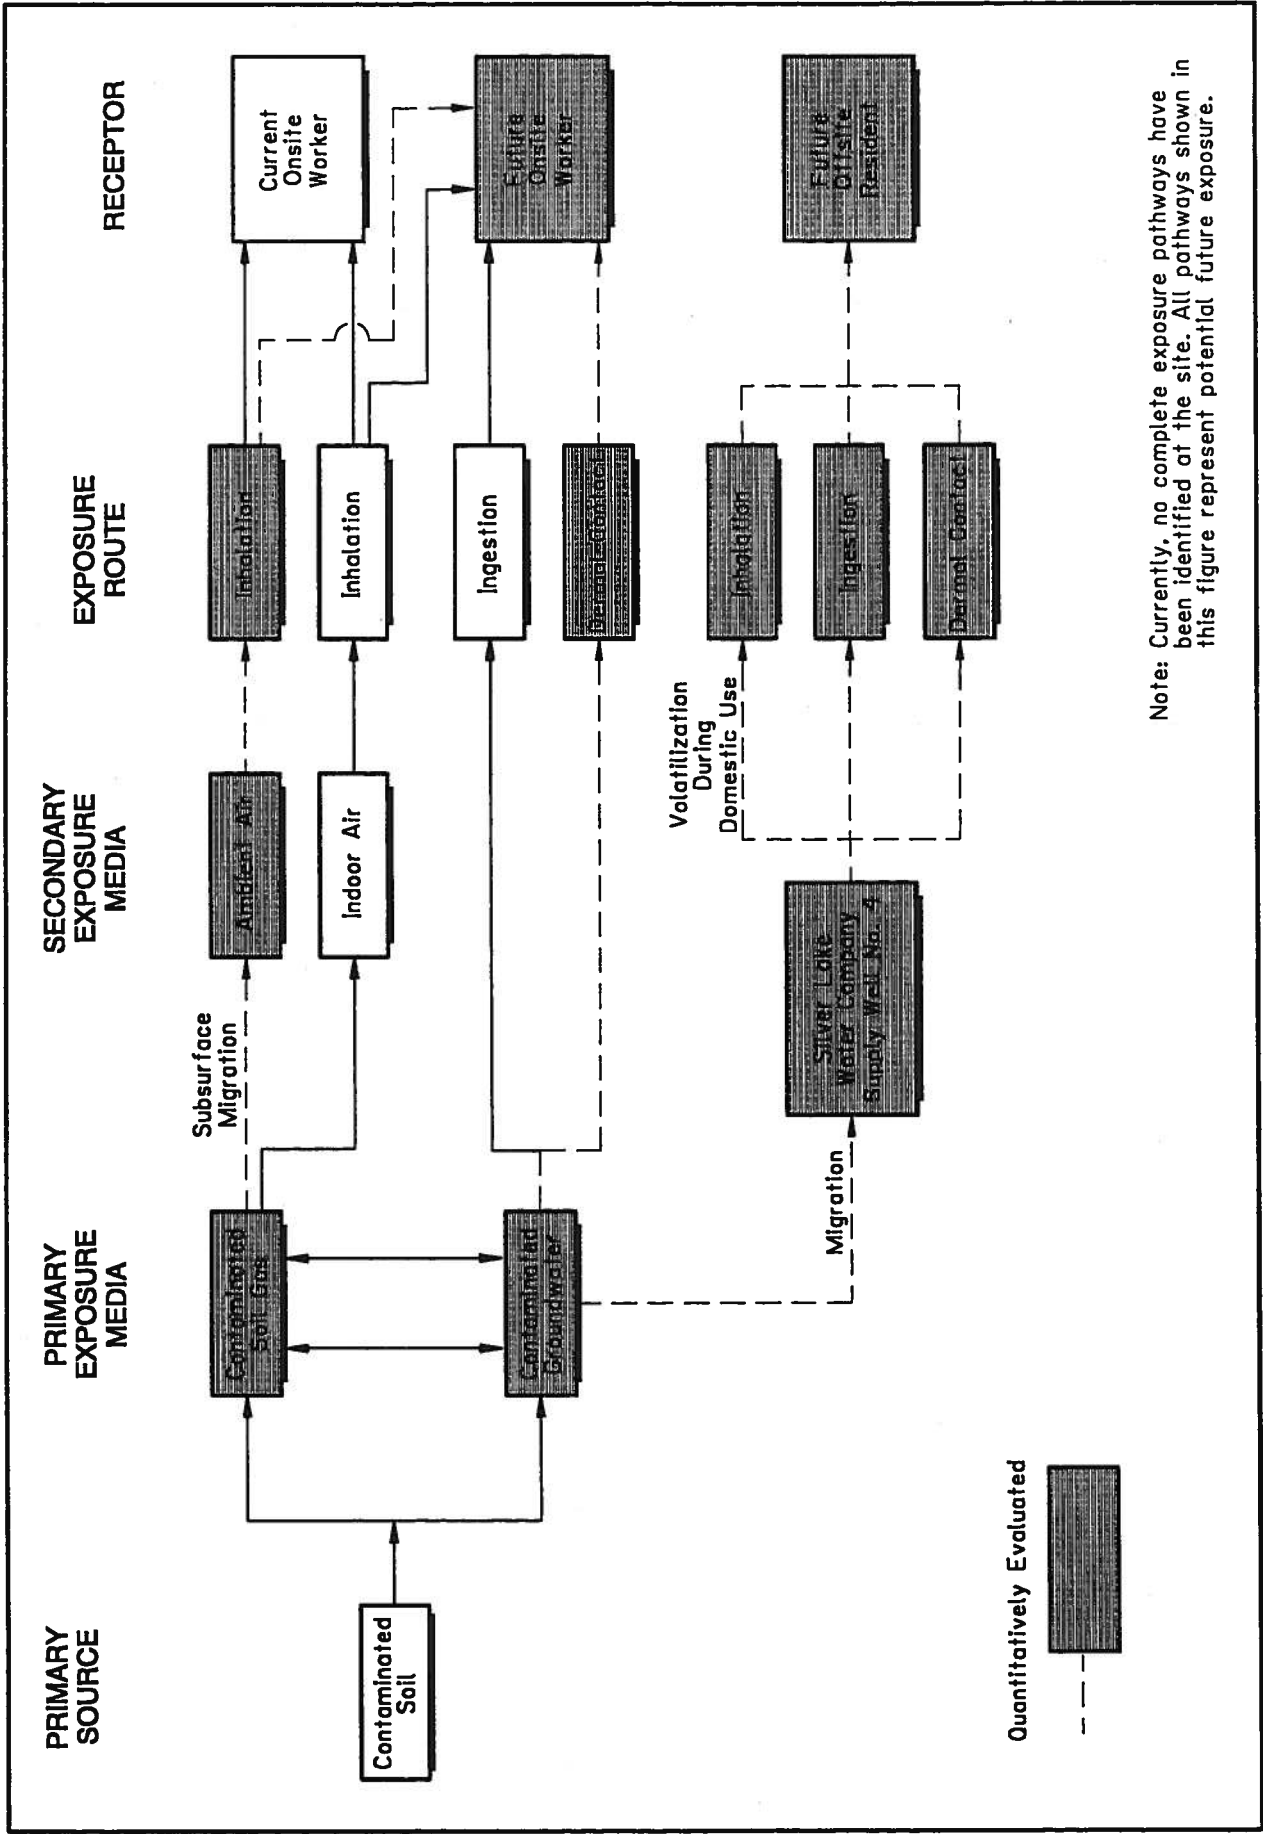 PRIMARY
SOURCE
PRIMARY
EXPOSURE
MEDIA
SECONDARY
EXPOSURE
MEDIA
EXPOSURE
ROUTE
RECEPTOR
Contaminated
Soil
Contaminated
Soil Gas
Contaminated
Groundwater
Subsurface
Migration
Migration
Ambient Air
Indoor Air
Silver Lake
Water Company
Supply Well No. 4
Volatilization
During
Domestic Use
Inhalation
Inhalation
Ingestion
Dermal Contact
Inhalation
Ingestion
Dermal Contact
Current
Onsite
Worker
Future
Onsite
Worker
Future
Offsite
Resident
Quantitatively Evaluated
Note: Currently, no complete exposure pathways have
been identified at the site. All pathways shown in
this figure represent potential future exposure.